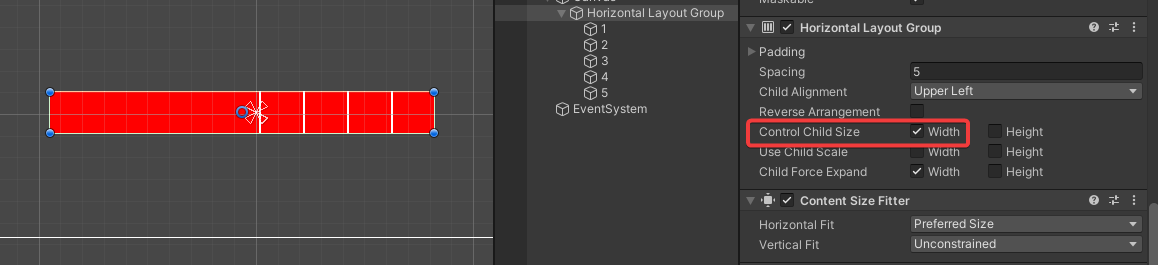 Horizontal Layout Group
1
2
3
4
5
EventSystem
Horizontal Layout Group
Padding
Spacing 5
Child Alignment Upper Left
Reverse Arrangement
Control Child Size Width Height
Use Child Scale Width Height
Child Force Expand Width Height
Content Size Fitter
Horizontal Fit Preferred Size
Vertical Fit Unconstrained